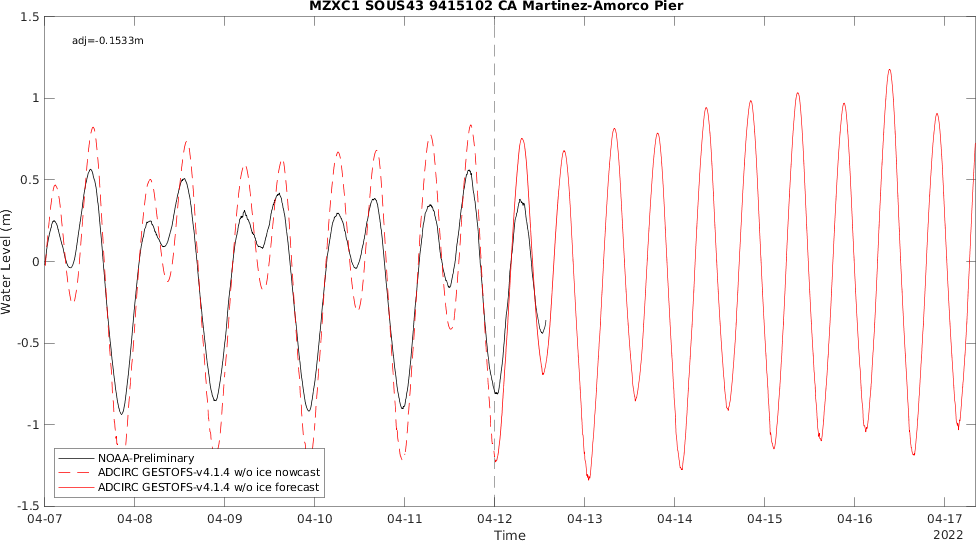 MZXC1 SOUS43 9415102 CA Martinez-Amorco Pier
adj=-0.1533m
1.5
1
0.5
0
-0.5
-1
-1.5
Water Level (m)
NOAA-Preliminary
ADCIRC GESTOFS-v4.1.4 w/o ice nowcast
ADCIRC GESTOFS-v4.1.4 w/o ice forecast
04-07 04-08 04-09 04-10 04-11 04-12 04-13 04-14 04-15 04-16 04-17
Time
2022